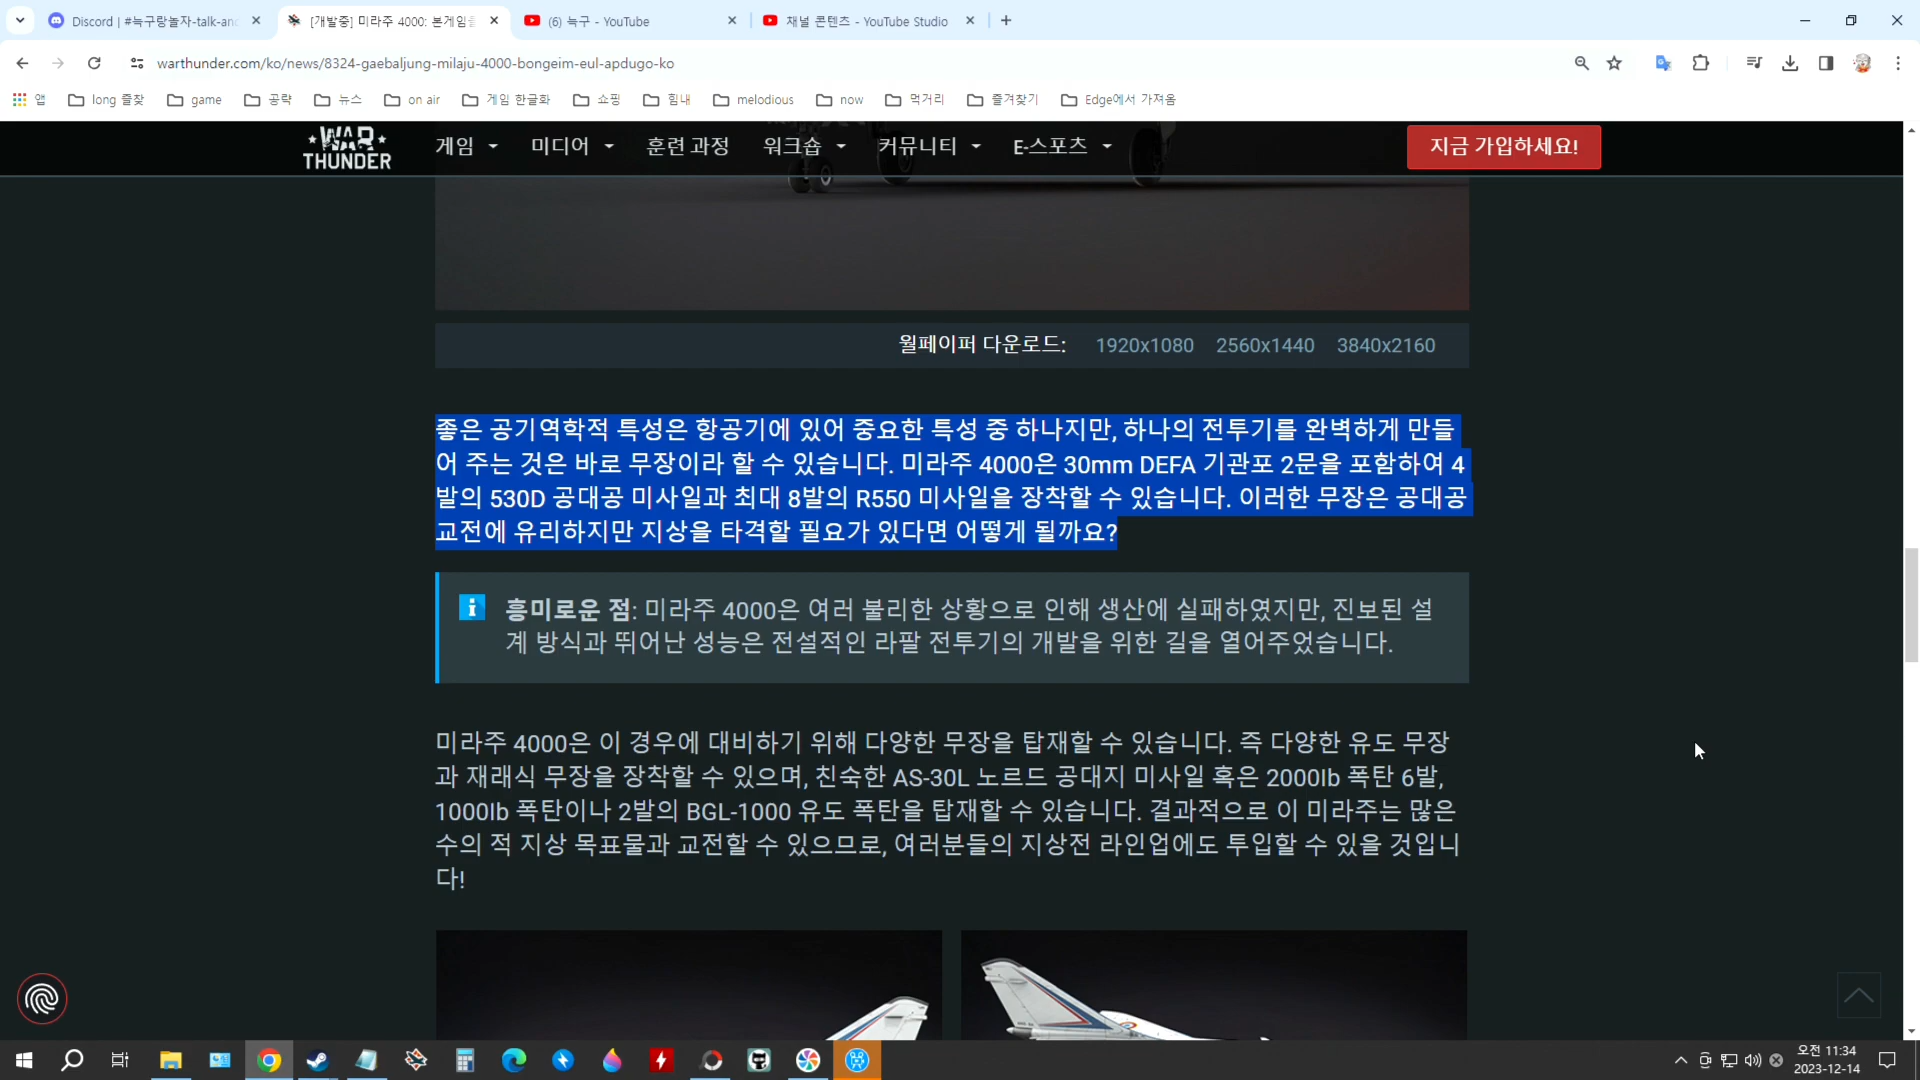 Discord | #늑구랑놀자-talk-and
[개발중] 미라주 4000: 본게임을
(6) 늑구 - YouTube
채널 콘텐츠 - YouTube Studio
warthunder.com/ko/news/8324-gaebaljung-milaju-4000-bongeim-eul-apdugo-ko
앱 long 즐찾 game 공략 뉴스 on air 게임 한글화 쇼핑 힘내 melodious now 먹거리 즐겨찾기 Edge에서 가져옴
WAR THUNDER 게임 미디어 훈련 과정 워크숍 커뮤니티 E-스포츠 지금 가입하세요!
월페이퍼 다운로드: 1920x1080 2560x1440 3840x2160
좋은 공기역학적 특성은 항공기에 있어 중요한 특성 중 하나지만, 하나의 전투기를 완벽하게 만들
어 주는 것은 바로 무장이라 할 수 있습니다. 미라주 4000은 30mm DEFA 기관포 2문을 포함하여 4
발의 530D 공대공 미사일과 최대 8발의 R550 미사일을 장착할 수 있습니다. 이러한 무장은 공대공
교전에 유리하지만 지상을 타격할 필요가 있다면 어떻게 될까요?
흥미로운 점: 미라주 4000은 여러 불리한 상황으로 인해 생산에 실패하였지만, 진보된 설
계 방식과 뛰어난 성능은 전설적인 라팔 전투기의 개발을 위한 길을 열어주었습니다.
미라주 4000은 이 경우에 대비하기 위해 다양한 무장을 탑재할 수 있습니다. 즉 다양한 유도 무장
과 재래식 무장을 장착할 수 있으며, 친숙한 AS-30L 노르드 공대지 미사일 혹은 2000lb 폭탄 6발,
1000lb 폭탄이나 2발의 BGL-1000 유도 폭탄을 탑재할 수 있습니다. 결과적으로 이 미라주는 많은
수의 적 지상 목표물과 교전할 수 있으므로, 여러분들의 지상전 라인업에도 투입할 수 있을 것입니
다!
오전 11:34
2023-12-14